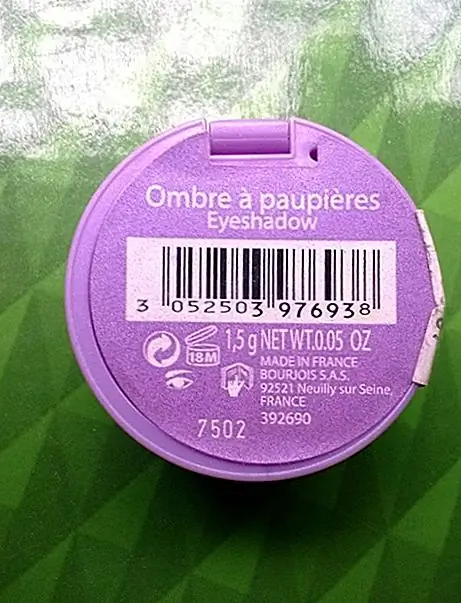 Ombre à paupières
Eyeshadow
3 052503 976938
18M
1,5 g NET WT.0.05 OZ
MADE IN FRANCE
BOURJOIS S.A.S.
92521 Neuilly sur Seine,
FRANCE
392690
7502